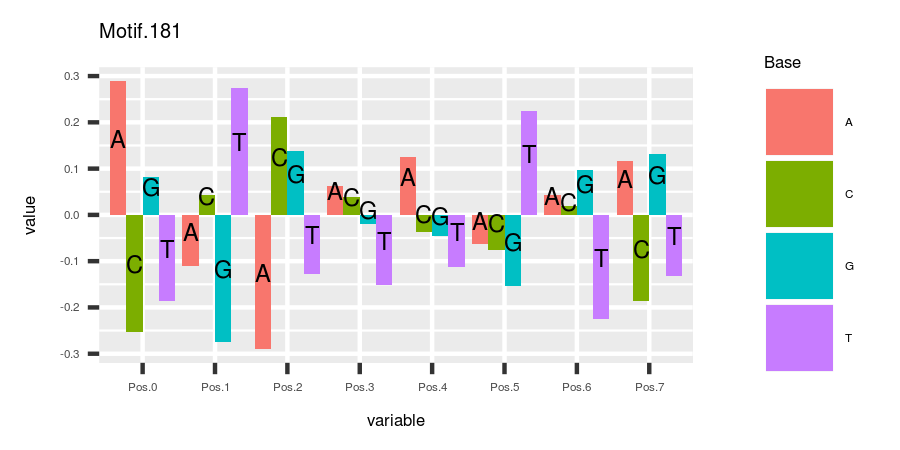 Motif.181
value
0.3
0.2
0.1
0.0
-0.1
-0.2
-0.3
A C G T
A C G T
A C G T
A C G T
A C G T
A C G T
A C G T
A C G T
Pos.0 Pos.1 Pos.2 Pos.3 Pos.4 Pos.5 Pos.6 Pos.7
variable
Base
A
C
G
T